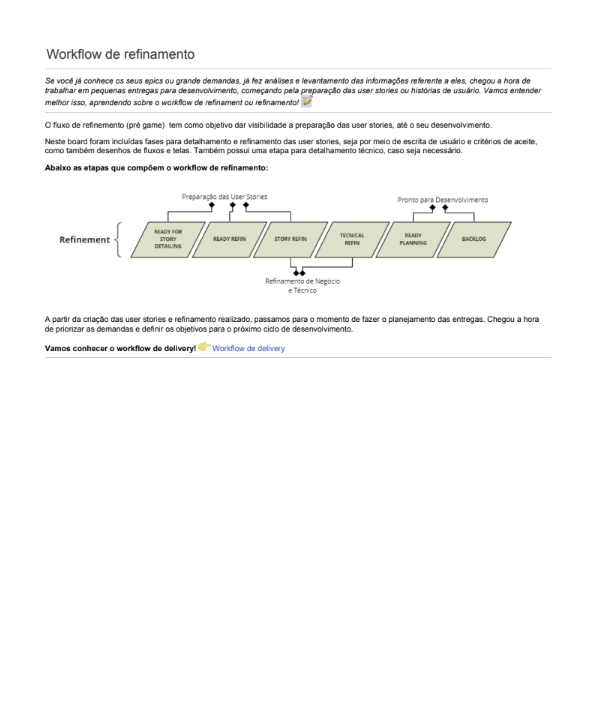 Workflow de refinamento
Se você já conhece os seus epics ou grande demandas, já fez análises e levantamento das informações referente a eles, chegou a hora de
trabalhar em pequenas entregas para desenvolvimento, começando pela preparação das user stories ou histórias de usuário. Vamos entender
melhor isso, aprendendo sobre o workflow de refinament ou refinamento!
O fluxo de refinemento (pré game) tem como objetivo dar visibilidade a preparação das user stories, até o seu desenvolvimento.
Neste board foram incluídas fases para detalhamento e refinamento das user stories, seja por meio de escrita de usuário e critérios de aceite,
como também desenhos de fluxos e telas. Também possui uma etapa para detalhamento técnico, caso seja necessário.
Abaixo as etapas que compõem o workflow de refinamento:
Preparação das User Stories
Pronto para Desenvolvimento
Refinement
READY FOR
STORY
DETAILING
READY REFIN
STORY REFIN
TECNICAL
REFIN
READY
PLANNING
BACKLOG
Refinamento de Negócio
e Técnico
A partir da criação das user stories e refinamento realizado, passamos para o momento de fazer o planejamento das entregas. Chegou a hora
de priorizar as demandas e definir os objetivos para o próximo ciclo de desenvolvimento.
Vamos conhecer o workflow de delivery! Workflow de delivery